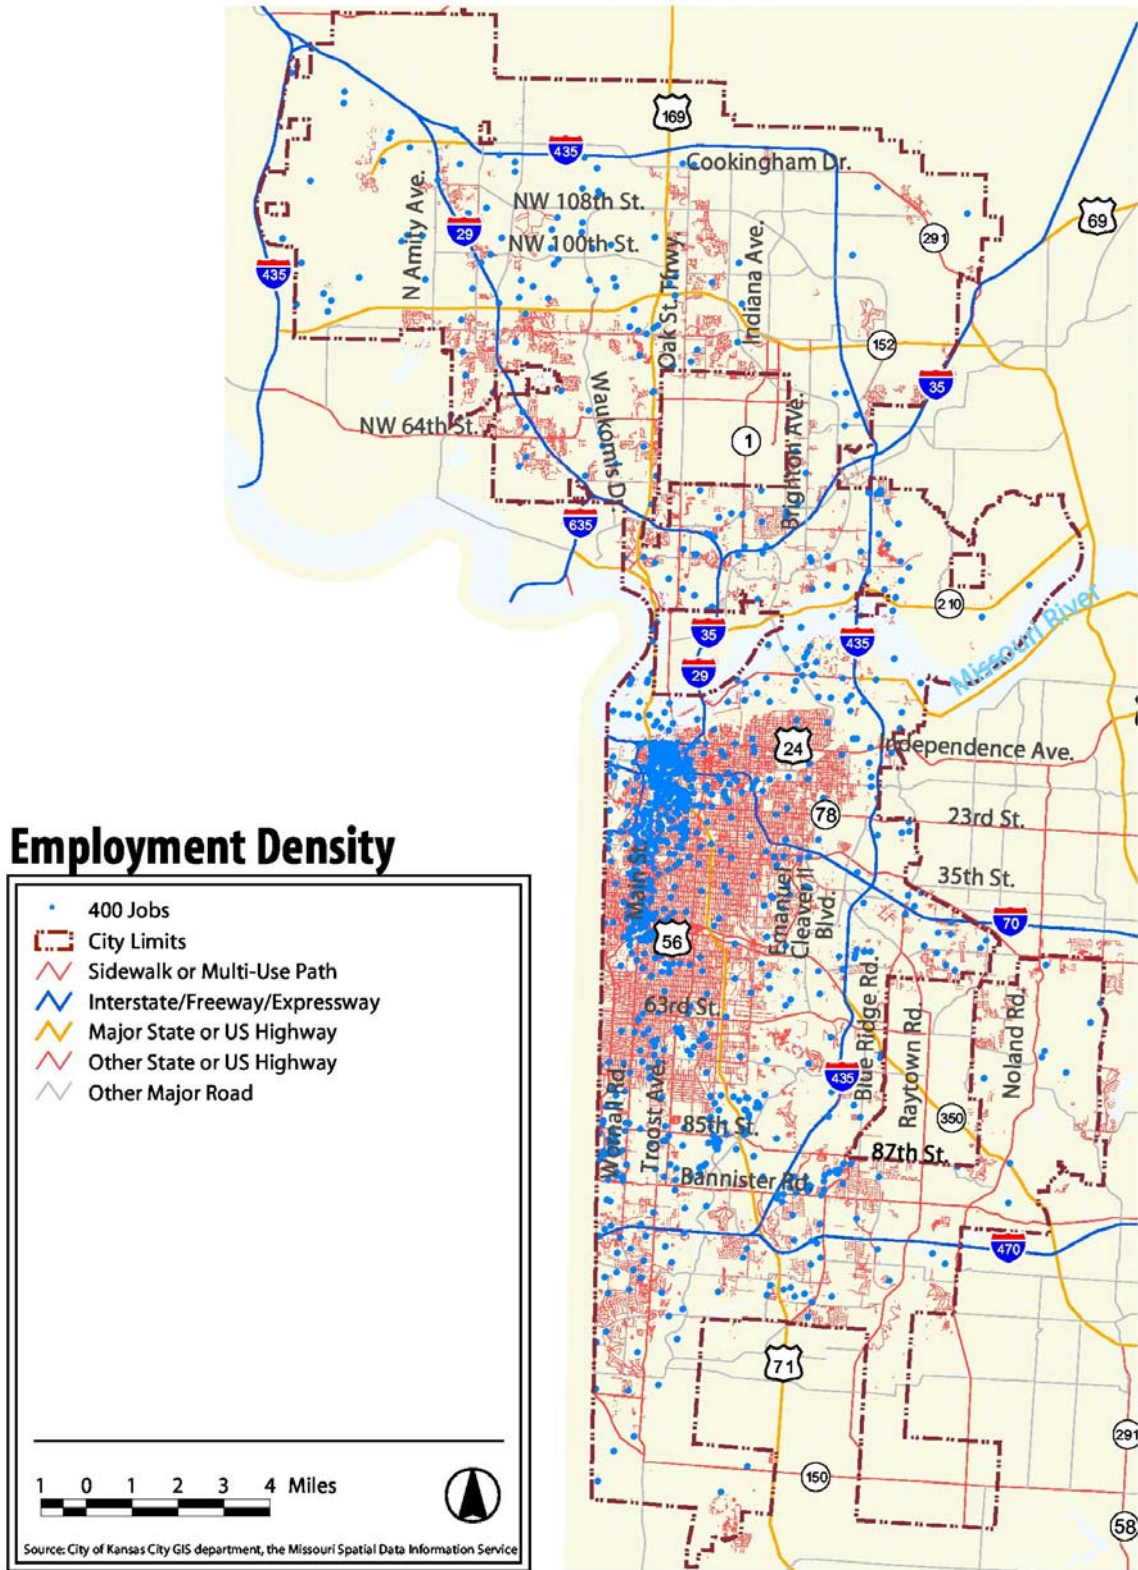 169
435
Cookingham Dr.
NW 108th St.
69
N Amity Ave.
29
NW 100th St.
291
435
Oak St. Tfrwy.
Indiana Ave.
152
35
NW 64th St.
Waukomis Dr.
1
Brighton Ave.
635
210
35
435
Missouri River
29
24
Independence Ave.
78
23rd St.
Employment Density
Main St.
Emanuel
Cleaver II
Blvd.
35th St.
70
56
400 Jobs
City Limits
Sidewalk or Multi-Use Path
Interstate/Freeway/Expressway
Major State or US Highway
Other State or US Highway
Other Major Road
63rd St.
Blue Ridge Rd.
Raytown Rd.
Noland Rd.
435
350
Wornall Rd.
Troost Ave.
85th St.
87th St.
Bannister Rd.
470
71
291
150
58
1 0 1 2 3 4 Miles
Source: City of Kansas City GIS department, the Missouri Spatial Data Information Service